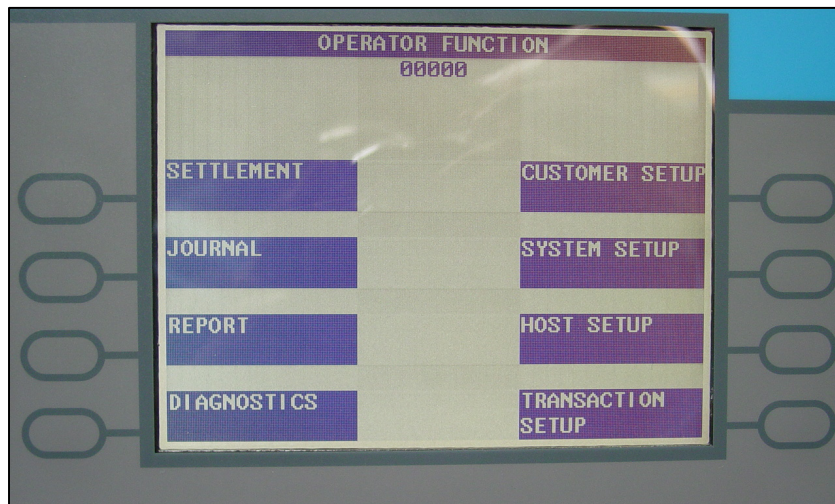 OPERATOR FUNCTION
00000
SETTLEMENT
CUSTOMER SETUP
JOURNAL
SYSTEM SETUP
REPORT
HOST SETUP
DIAGNOSTICS
TRANSACTION
SETUP